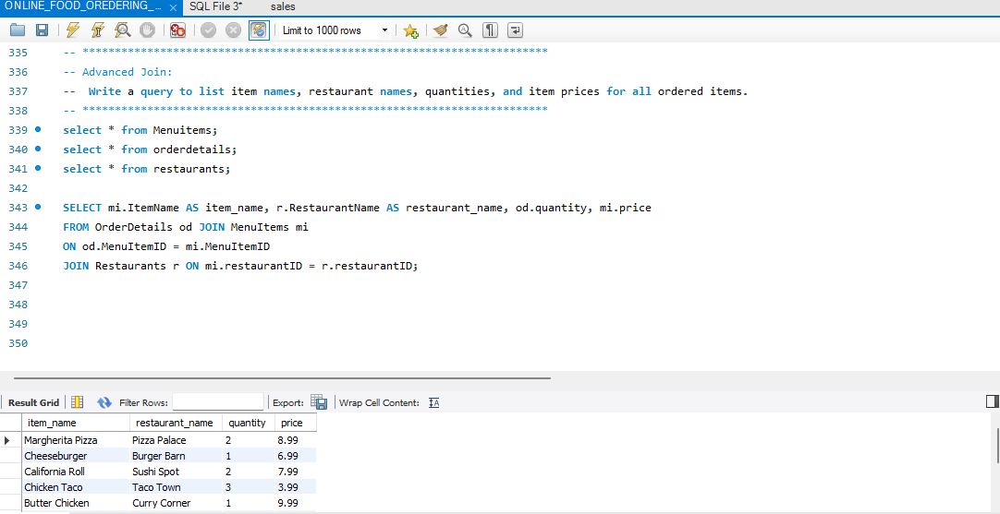 ONLINE_FOOD_OREDERING_... × SQL File 3* sales
Limit to 1000 rows
335 -- ************************************************************************
336 -- Advanced Join:
337 -- Write a query to list item names, restaurant names, quantities, and item prices for all ordered items.
338 -- ************************************************************************
339 select * from Menuitems;
340 select * from orderdetails;
341 select * from restaurants;
342
343 SELECT mi.ItemName AS item_name, r.RestaurantName AS restaurant_name, od.quantity, mi.price
344 FROM OrderDetails od JOIN MenuItems mi
345 ON od.MenuItemID = mi.MenuItemID
346 JOIN Restaurants r ON mi.restaurantID = r.restaurantID;
347
348
349
350
Result Grid Filter Rows: Export: Wrap Cell Content:
item_name restaurant_name quantity price
Margherita Pizza Pizza Palace 2 8.99
Cheeseburger Burger Barn 1 6.99
California Roll Sushi Spot 2 7.99
Chicken Taco Taco Town 3 3.99
Butter Chicken Curry Corner 1 9.99